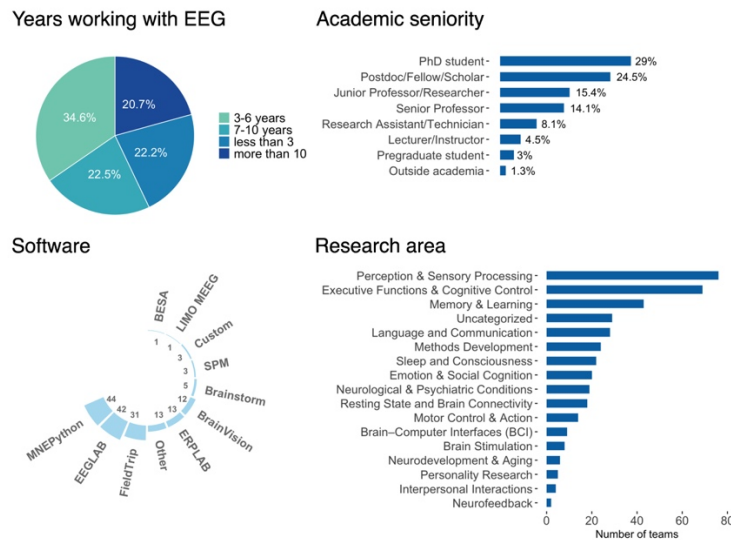 Years working with EEG
34.6%
20.7%
22.2%
22.5%
3-6 years
7-10 years
less than 3
more than 10
Academic seniority
PhD student
29%
Postdoc/Fellow/Scholar
24.5%
Junior Professor/Researcher
15.4%
Senior Professor
14.1%
Research Assistant/Technician
8.1%
Lecturer/Instructor
4.5%
Pregraduate student
3%
Outside academia
1.3%
Software
BESA
1
LIMO MEEG
1
Custom
3
SPM
3
Brainstorm
5
BrainVision
12
ERPLAB
13
Other
13
FieldTrip
31
EEGLAB
42
MNEPython
44
Research area
Perception & Sensory Processing
Executive Functions & Cognitive Control
Memory & Learning
Uncategorized
Language and Communication
Methods Development
Sleep and Consciousness
Emotion & Social Cognition
Neurological & Psychiatric Conditions
Resting State and Brain Connectivity
Motor Control & Action
Brain–Computer Interfaces (BCI)
Brain Stimulation
Neurodevelopment & Aging
Personality Research
Interpersonal Interactions
Neurofeedback
0 20 40 60 80
Number of teams